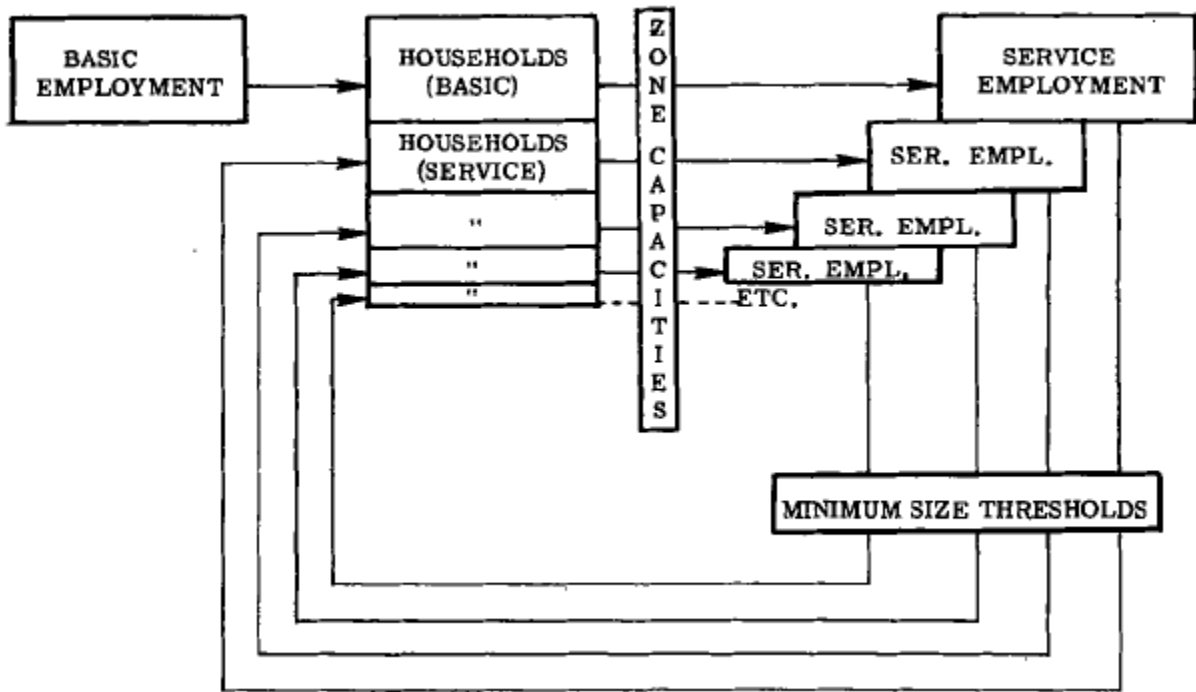 BASIC
EMPLOYMENT
HOUSEHOLDS
(BASIC)
HOUSEHOLDS
(SERVICE)
"
"
"
ZONE CAPACITIES
SERVICE
EMPLOYMENT
SER. EMPL.
SER. EMPL.
SER. EMPL.
ETC.
MINIMUM SIZE THRESHOLDS